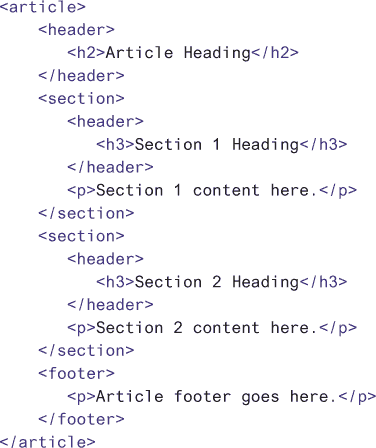 <article>
    <header>
       <h2>Article Heading</h2>
    </header>
    <section>
       <header>
          <h3>Section 1 Heading</h3>
       </header>
       <p>Section 1 content here.</p>
    </section>
    <section>
       <header>
          <h3>Section 2 Heading</h3>
       </header>
       <p>Section 2 content here.</p>
    </section>
    <footer>
       <p>Article footer goes here.</p>
    </footer>
</article>